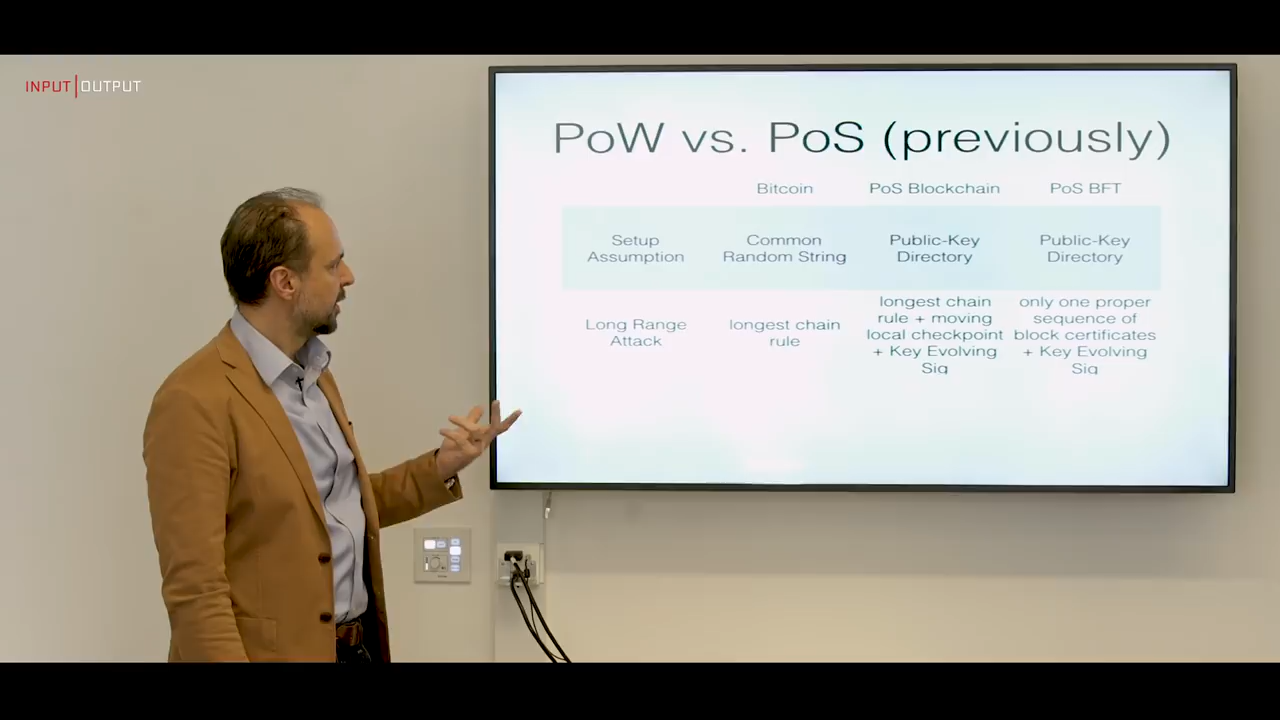 INPUT|OUTPUT
PoW vs. PoS (previously)
Bitcoin PoS Blockchain PoS BFT
Setup
Assumption
Common
Random String
Public-Key
Directory
Public-Key
Directory
Long Range
Attack
longest chain
rule
longest chain
rule + moving
local checkpoint
+ Key Evolving
Sig
only one proper
sequence of
block certificates
+ Key Evolving
Sig